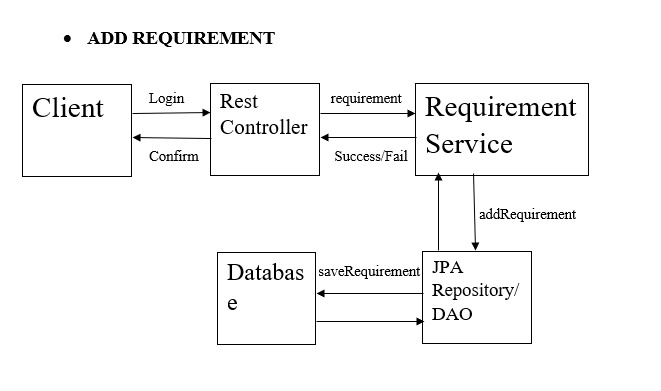 • ADD REQUIREMENT
Client
Login
Confirm
Rest
Controller
requirement
Success/Fail
Requirement
Service
addRequirement
Databas
e
saveRequirement
JPA
Repository/
DAO